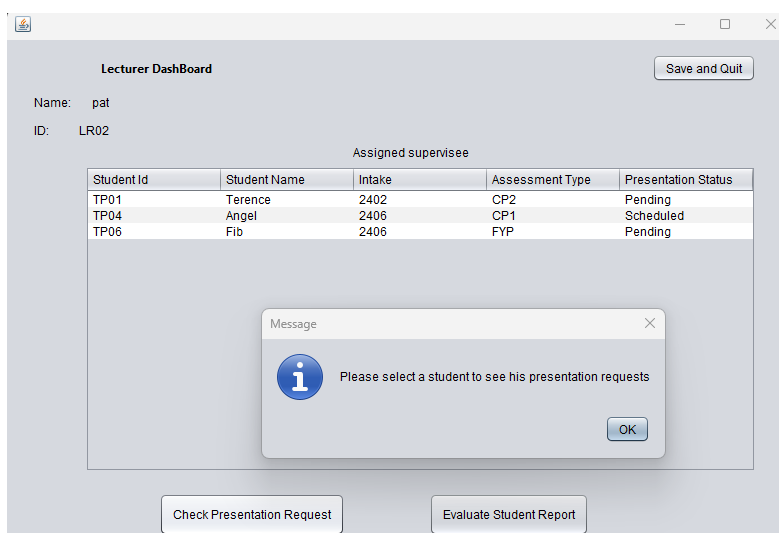 Lecturer DashBoard
Save and Quit
Name: pat
ID: LR02
Assigned supervisee
Student Id Student Name Intake Assessment Type Presentation Status
TP01 Terence 2402 CP2 Pending
TP04 Angel 2406 CP1 Scheduled
TP06 Fib 2406 FYP Pending
Message
Please select a student to see his presentation requests
OK
Check Presentation Request
Evaluate Student Report